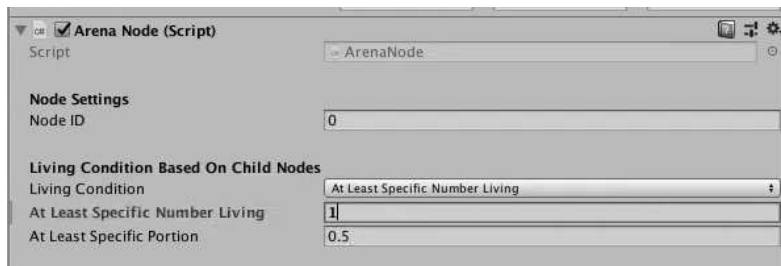 Arena Node (Script)
Script ArenaNode
Node Settings
Node ID 0
Living Condition Based On Child Nodes
Living Condition At Least Specific Number Living
At Least Specific Number Living 1
At Least Specific Portion 0.5